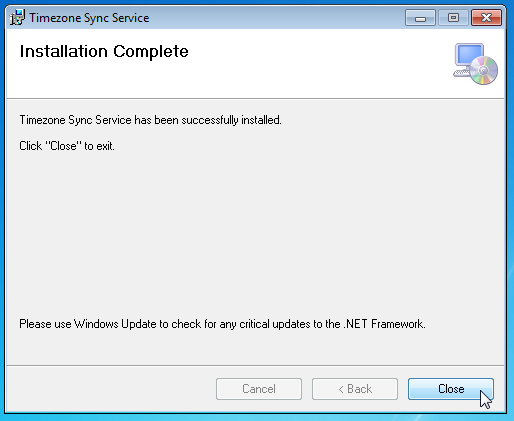 Timezone Sync Service
Installation Complete
Timezone Sync Service has been successfully installed.
Click "Close" to exit.
Please use Windows Update to check for any critical updates to the .NET Framework.
Cancel
< Back
Close